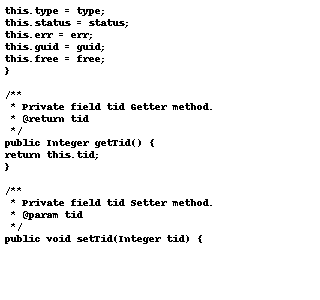 this.type = type;
this.status = status;
this.err = err;
this.guid = guid;
this.free = free;
}
/**
* Private field tid Getter method.
* @return tid
*/
public Integer getTid() {
return this.tid;
}
/**
* Private field tid Setter method.
* @param tid
*/
public void setTid(Integer tid) {